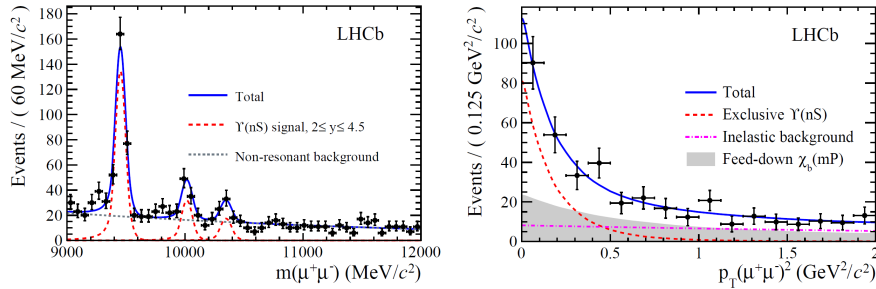 Events / ( 60 MeV/c² )
180
160
140
120
100
80
60
40
20
0
LHCb
Total
ϒ(nS) signal, 2≤ y≤ 4.5
Non-resonant background
9000
10000
11000
12000
m(μ⁺μ⁻) (MeV/c²)
Events / ( 0.125 GeV²/c² )
100
80
60
40
20
0
LHCb
Total
Exclusive ϒ(nS)
Inelastic background
Feed-down χb(mP)
0
0.5
1
1.5
2
pT(μ⁺μ⁻)² (GeV²/c²)